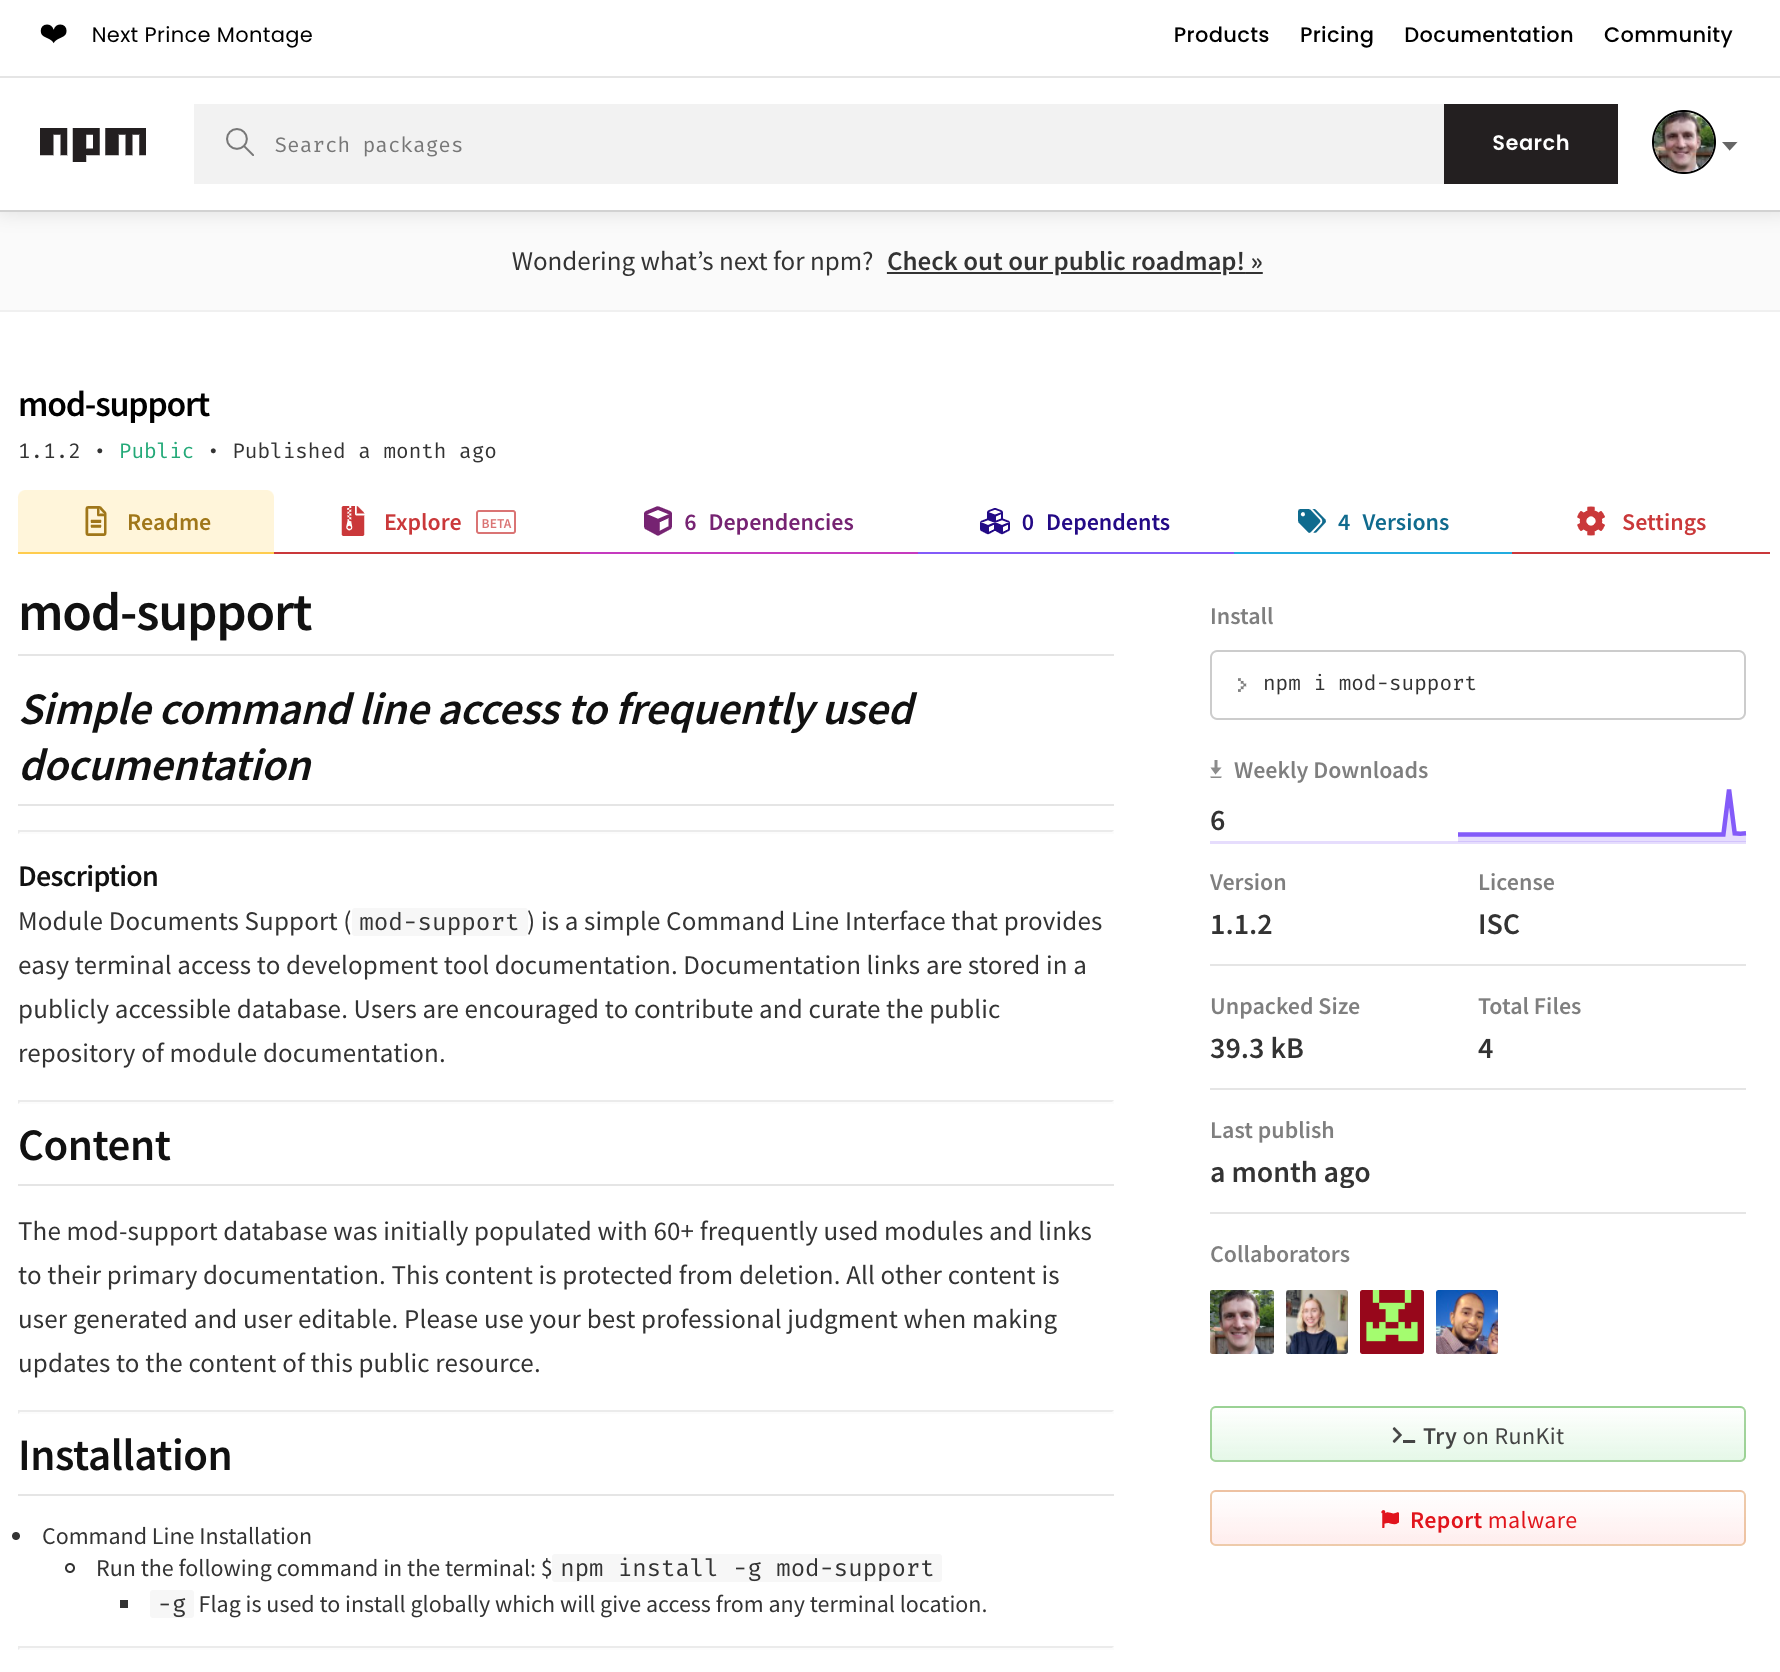 ❤ Next Prince Montage
Products Pricing Documentation Community
npm
Search packages
Search
Wondering what’s next for npm? Check out our public roadmap! »
mod-support
1.1.2 • Public • Published a month ago
Readme
Explore BETA
6 Dependencies
0 Dependents
4 Versions
Settings
mod-support
Simple command line access to frequently used
documentation
Description
Module Documents Support ( mod-support ) is a simple Command Line Interface that provides
easy terminal access to development tool documentation. Documentation links are stored in a
publicly accessible database. Users are encouraged to contribute and curate the public
repository of module documentation.
Content
The mod-support database was initially populated with 60+ frequently used modules and links
to their primary documentation. This content is protected from deletion. All other content is
user generated and user editable. Please use your best professional judgment when making
updates to the content of this public resource.
Installation
• Command Line Installation
Run the following command in the terminal: $ npm install -g mod-support
-g Flag is used to install globally which will give access from any terminal location.
Install
> npm i mod-support
Weekly Downloads
6
Version
1.1.2
License
ISC
Unpacked Size
39.3 kB
Total Files
4
Last publish
a month ago
Collaborators
Try on RunKit
Report malware